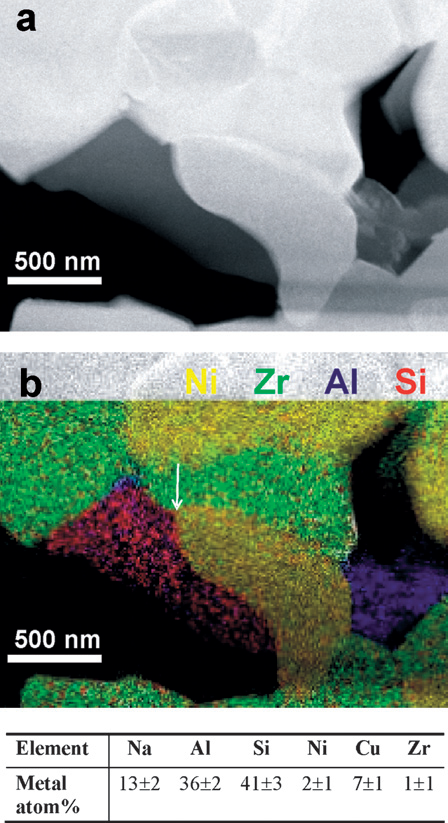 a
500 nm
b Ni Zr Al Si
500 nm
Element Na Al Si Ni Cu Zr
Metal atom% 13±2 36±2 41±3 2±1 7±1 1±1